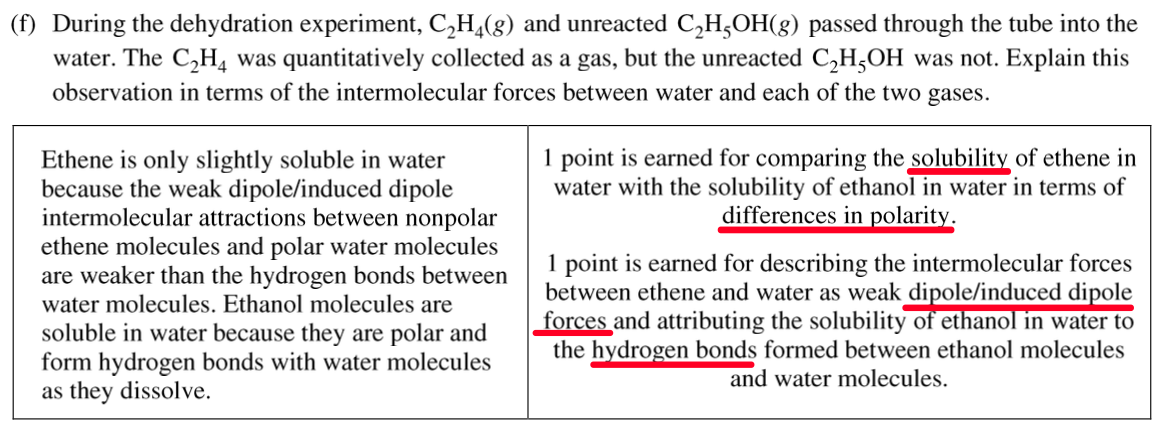 (f) During the dehydration experiment, C₂H₄(g) and unreacted C₂H₅OH(g) passed through the tube into the
water. The C₂H₄ was quantitatively collected as a gas, but the unreacted C₂H₅OH was not. Explain this
observation in terms of the intermolecular forces between water and each of the two gases.
Ethene is only slightly soluble in water
because the weak dipole/induced dipole
intermolecular attractions between nonpolar
ethene molecules and polar water molecules
are weaker than the hydrogen bonds between
water molecules. Ethanol molecules are
soluble in water because they are polar and
form hydrogen bonds with water molecules
as they dissolve.
1 point is earned for comparing the solubility of ethene in
water with the solubility of ethanol in water in terms of
differences in polarity.
1 point is earned for describing the intermolecular forces
between ethene and water as weak dipole/induced dipole
forces and attributing the solubility of ethanol in water to
the hydrogen bonds formed between ethanol molecules
and water molecules.